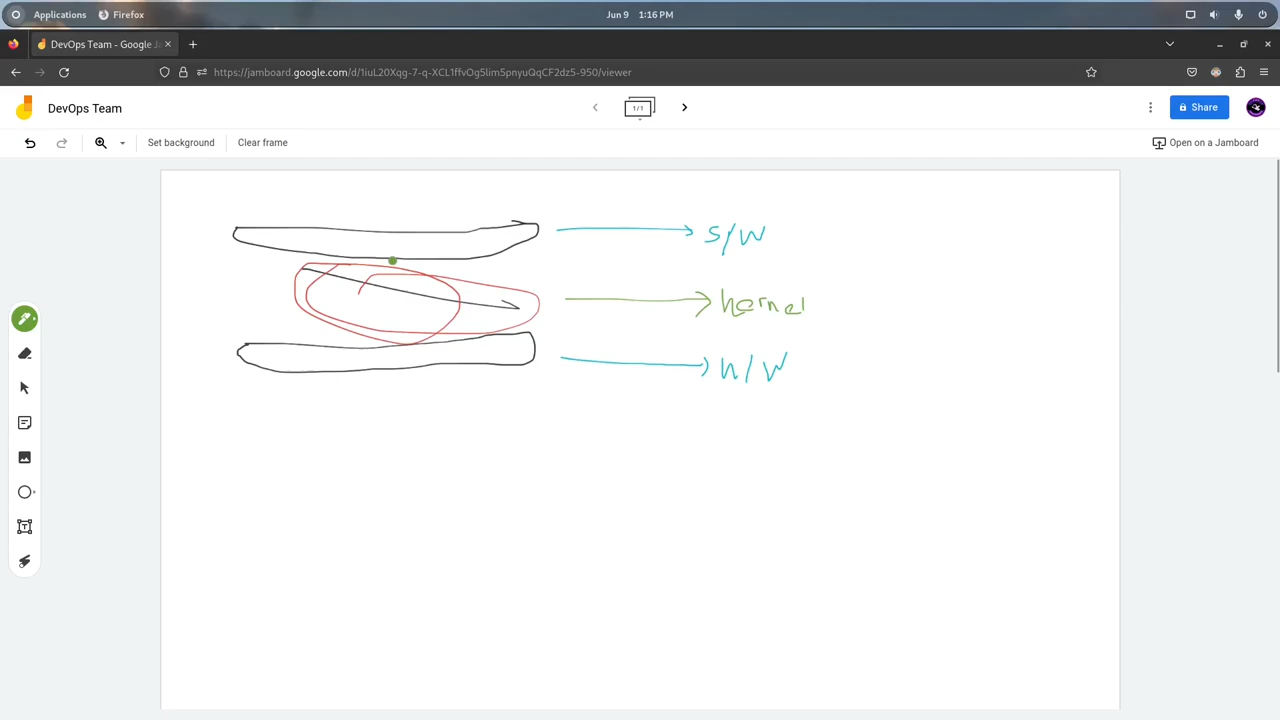 Applications Firefox Jun 9 1:16 PM
DevOps Team - Google Ja
https://jamboard.google.com/d/1iuL20Xqg-7-q-XCL1ffvOg5lim5pnyuQqCF2dz5-950/viewer
DevOps Team 1/1 Share
Set background Clear frame Open on a Jamboard
s/w
kernel
h/w